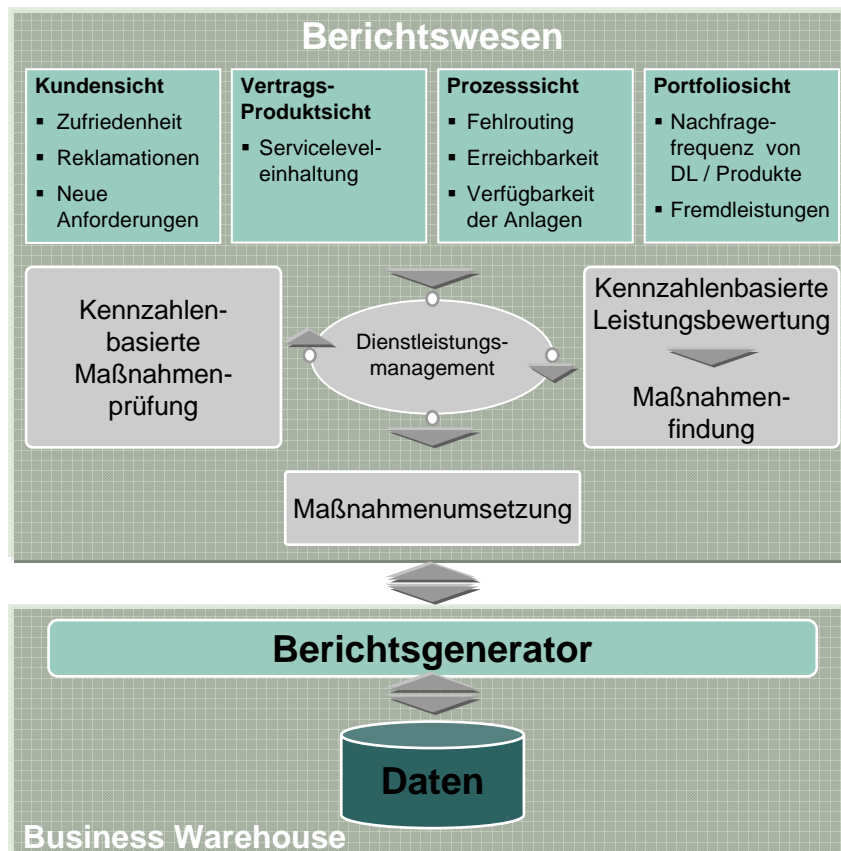 Berichtswesen
Kundensicht
▪ Zufriedenheit
▪ Reklamationen
▪ Neue
Anforderungen
Vertrags-
Produktsicht
▪ Servicelevel-
einhaltung
Prozesssicht
▪ Fehlrouting
▪ Erreichbarkeit
▪ Verfügbarkeit
der Anlagen
Portfoliosicht
▪ Nachfrage-
frequenz von
DL / Produkte
▪ Fremdleistungen
Kennzahlen-
basierte
Maßnahmen-
prüfung
Dienstleistungs-
management
Kennzahlenbasierte
Leistungsbewertung
Maßnahmen-
findung
Maßnahmenumsetzung
Berichtsgenerator
Daten
Business Warehouse